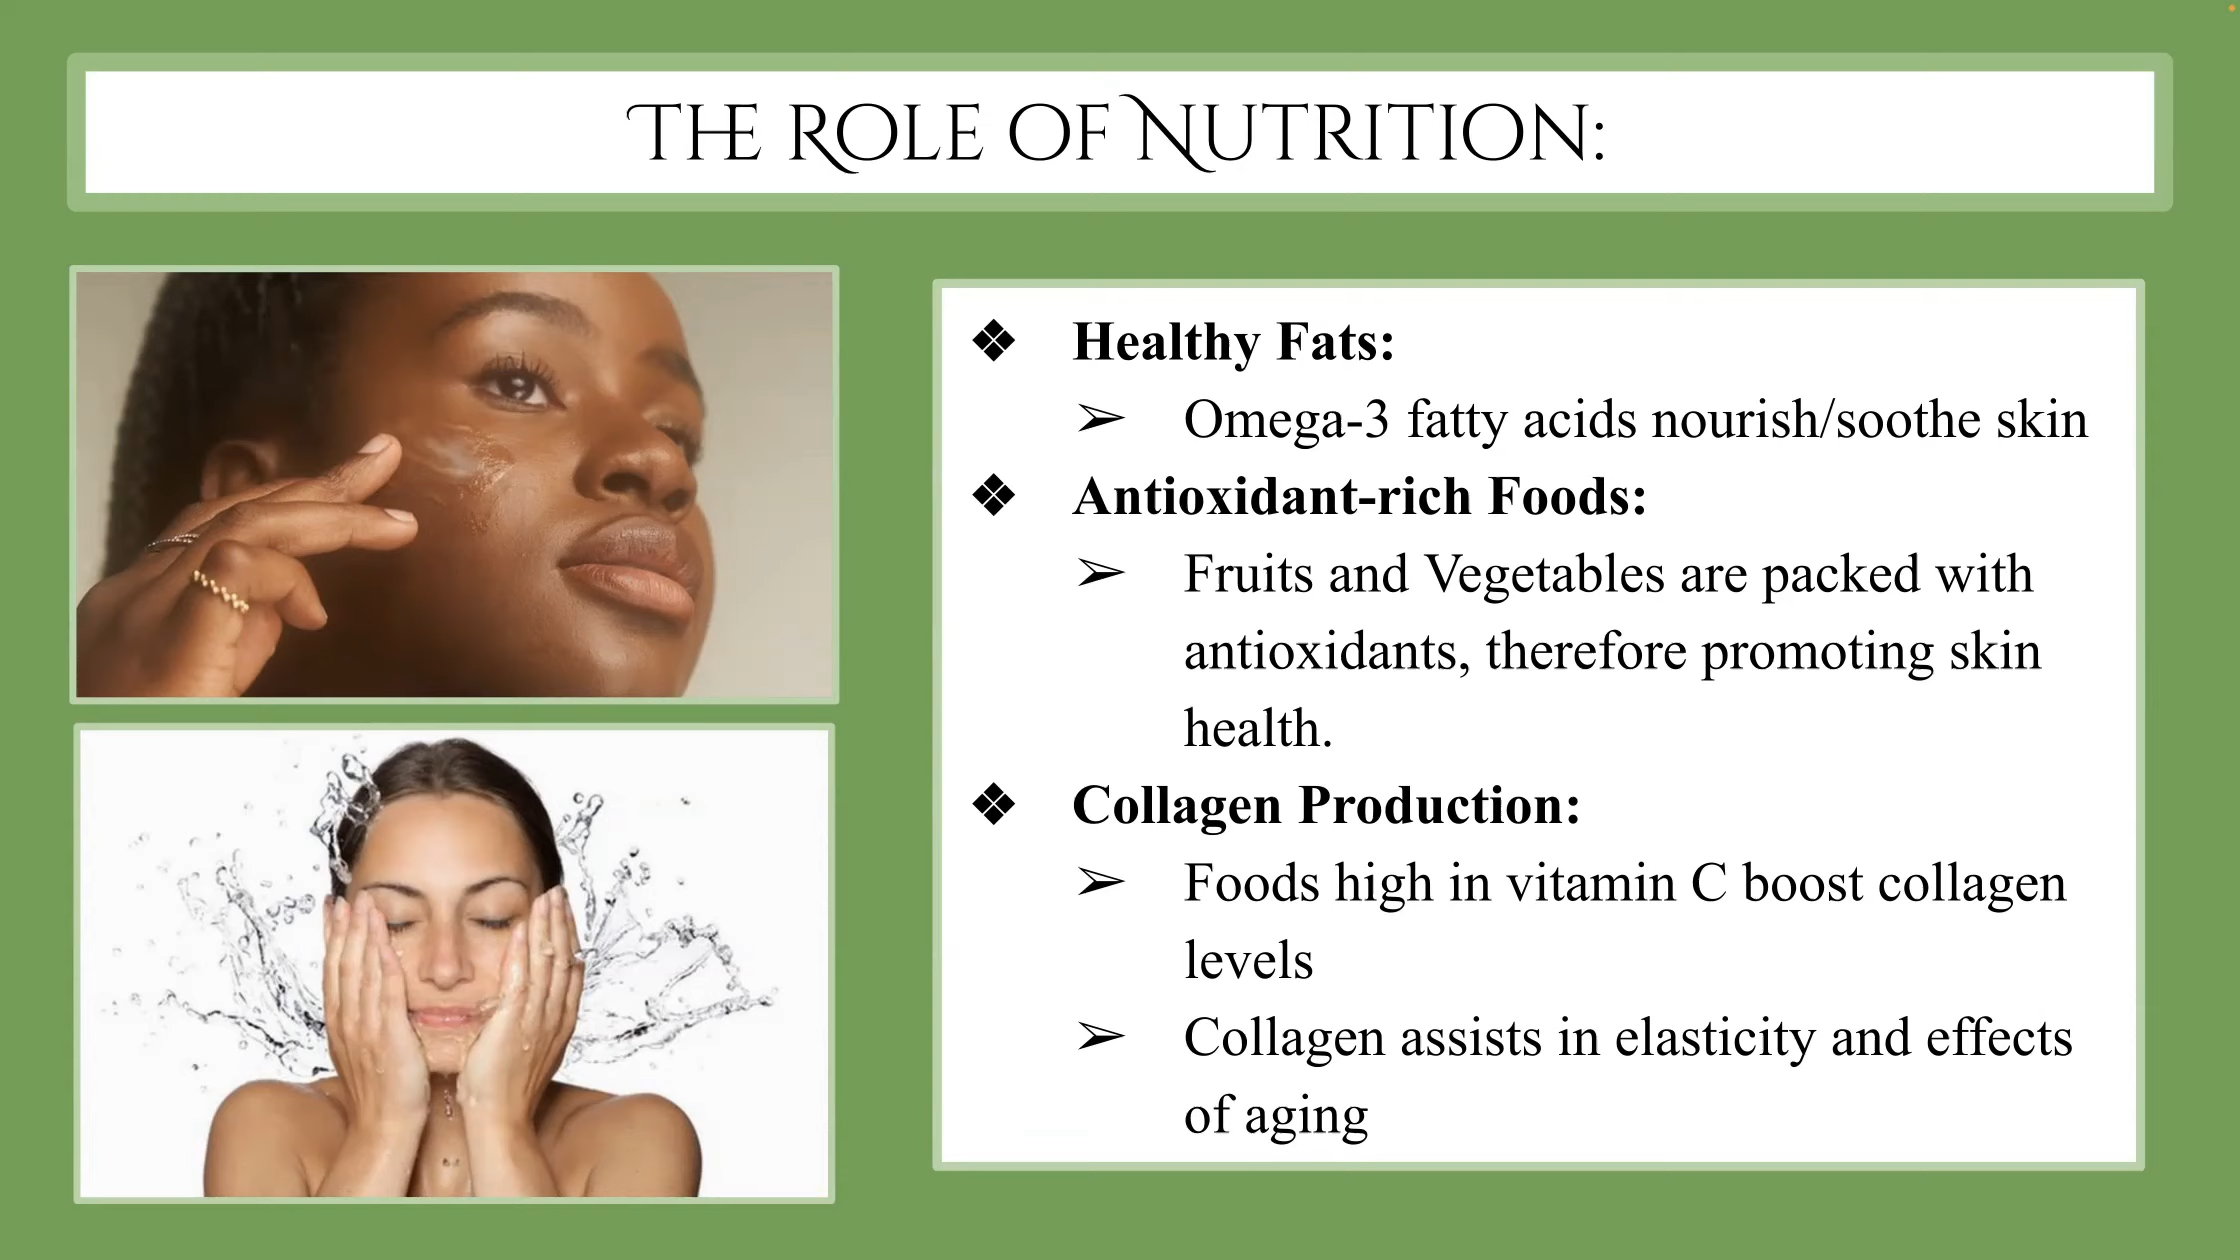 The Role of Nutrition:
❖ Healthy Fats:
➢ Omega-3 fatty acids nourish/soothe skin
❖ Antioxidant-rich Foods:
➢ Fruits and Vegetables are packed with
antioxidants, therefore promoting skin
health.
❖ Collagen Production:
➢ Foods high in vitamin C boost collagen
levels
➢ Collagen assists in elasticity and effects
of aging